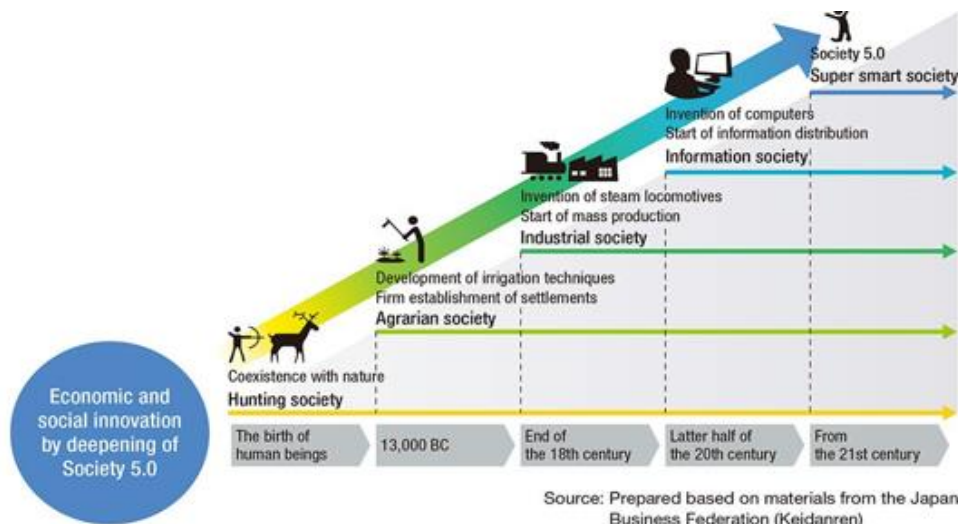 Society 5.0
Super smart society
Invention of computers
Start of information distribution
Information society
Invention of steam locomotives
Start of mass production
Industrial society
Development of irrigation techniques
Firm establishment of settlements
Agrarian society
Coexistence with nature
Hunting society
Economic and
social innovation
by deepening of
Society 5.0
The birth of
human beings
13,000 BC
End of
the 18th century
Latter half of
the 20th century
From
the 21st century
Source: Prepared based on materials from the Japan
Business Federation (Keidanren)